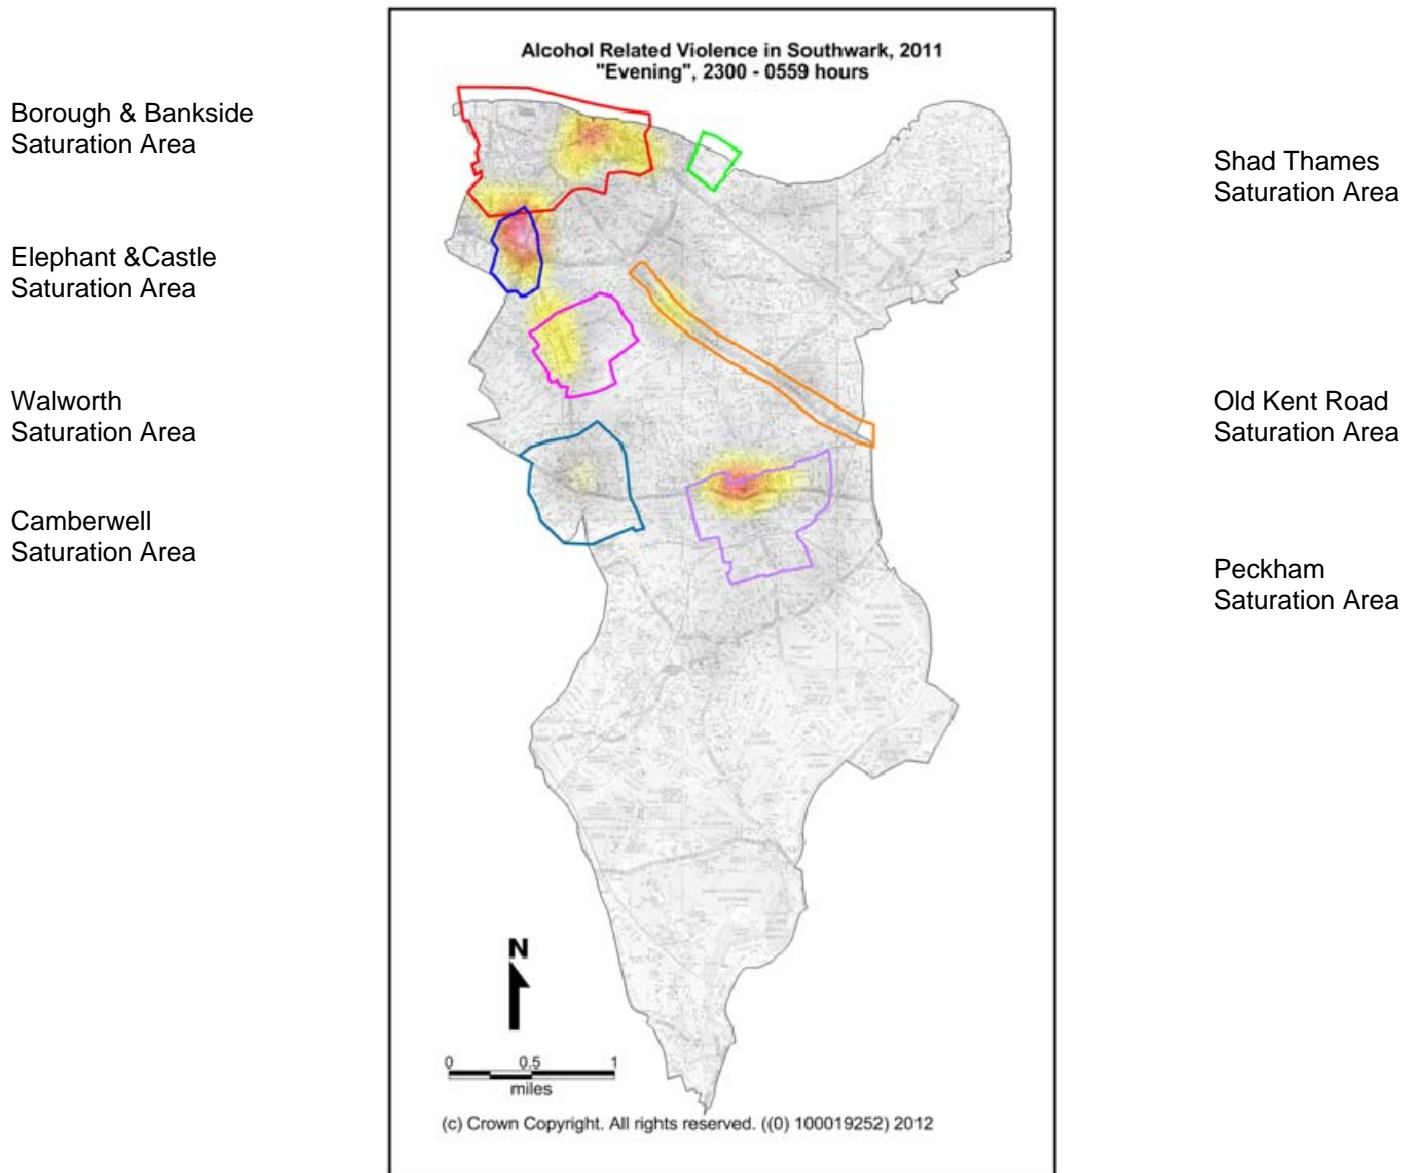 Alcohol Related Violence in Southwark, 2011
"Evening", 2300 - 0559 hours
Borough & Bankside
Saturation Area
Elephant &Castle
Saturation Area
Walworth
Saturation Area
Camberwell
Saturation Area
Shad Thames
Saturation Area
Old Kent Road
Saturation Area
Peckham
Saturation Area
N
0 0.5 1
miles
(c) Crown Copyright. All rights reserved. ((0) 100019252) 2012